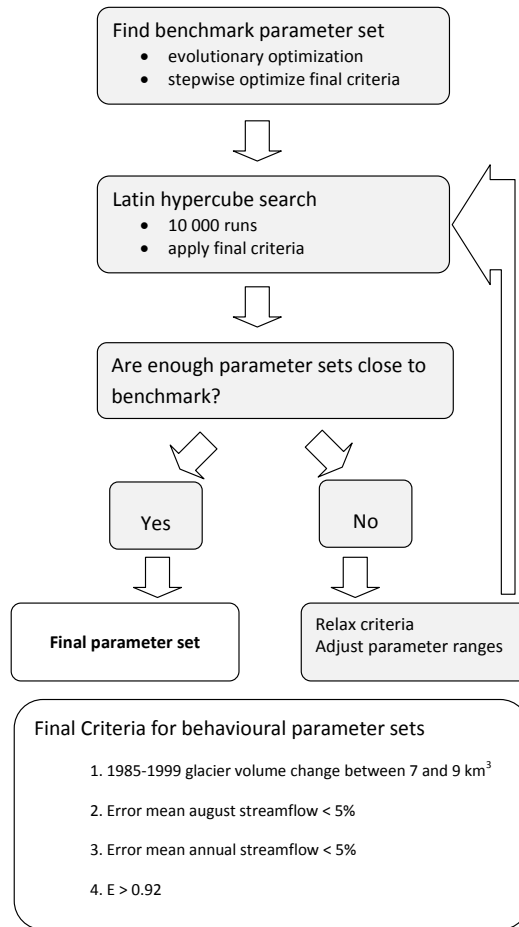 Find benchmark parameter set
• evolutionary optimization
• stepwise optimize final criteria
Latin hypercube search
• 10 000 runs
• apply final criteria
Are enough parameter sets close to
benchmark?
Yes
No
Final parameter set
Relax criteria
Adjust parameter ranges
Final Criteria for behavioural parameter sets
1. 1985-1999 glacier volume change between 7 and 9 km³
2. Error mean august streamflow < 5%
3. Error mean annual streamflow < 5%
4. E > 0.92